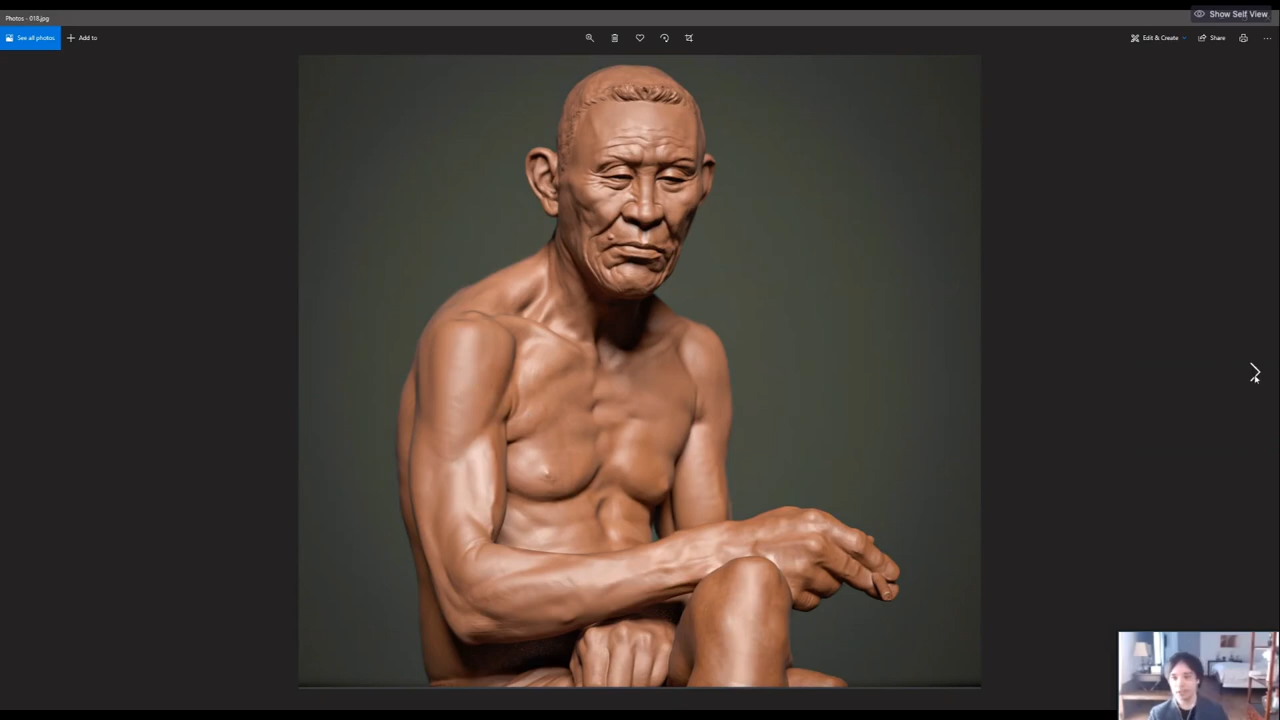 Show Self View
Photos - 018.jpg
See all photos
Add to
Edit & Create
Share